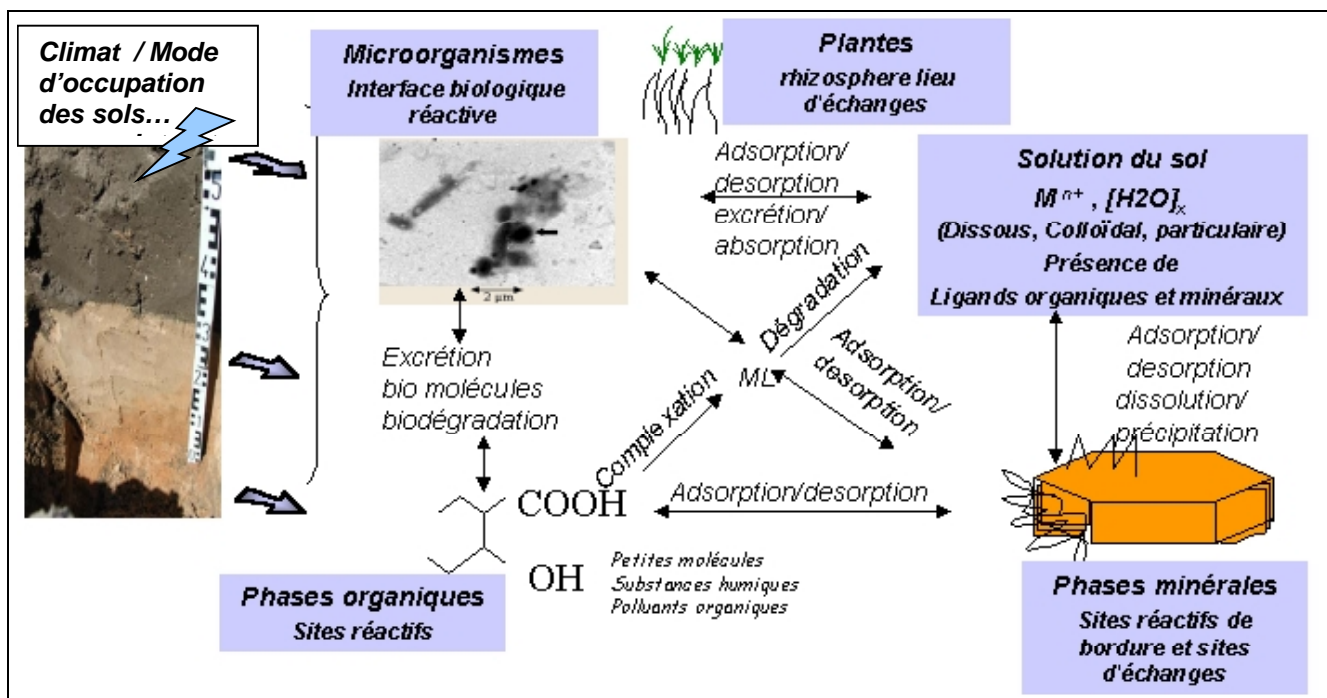 Climat / Mode
d'occupation
des sols…
Microorganismes
Interface biologique
réactive
2 µm
Plantes
rhizosphere lieu
d'échanges
Adsorption/
desorption
excrétion/
absorption
Solution du sol
M n+ , [H2O]x
(Dissous, Colloïdal, particulaire)
Présence de
Ligands organiques et minéraux
Excrétion
bio molécules
biodégradation
Dégradation
ML
Complexation
Adsorption/
desorption
Adsorption/
desorption
dissolution/
précipitation
COOH
OH
Adsorption/desorption
Petites molécules
Substances humiques
Polluants organiques
Phases organiques
Sites réactifs
Phases minérales
Sites réactifs de
bordure et sites
d'échanges